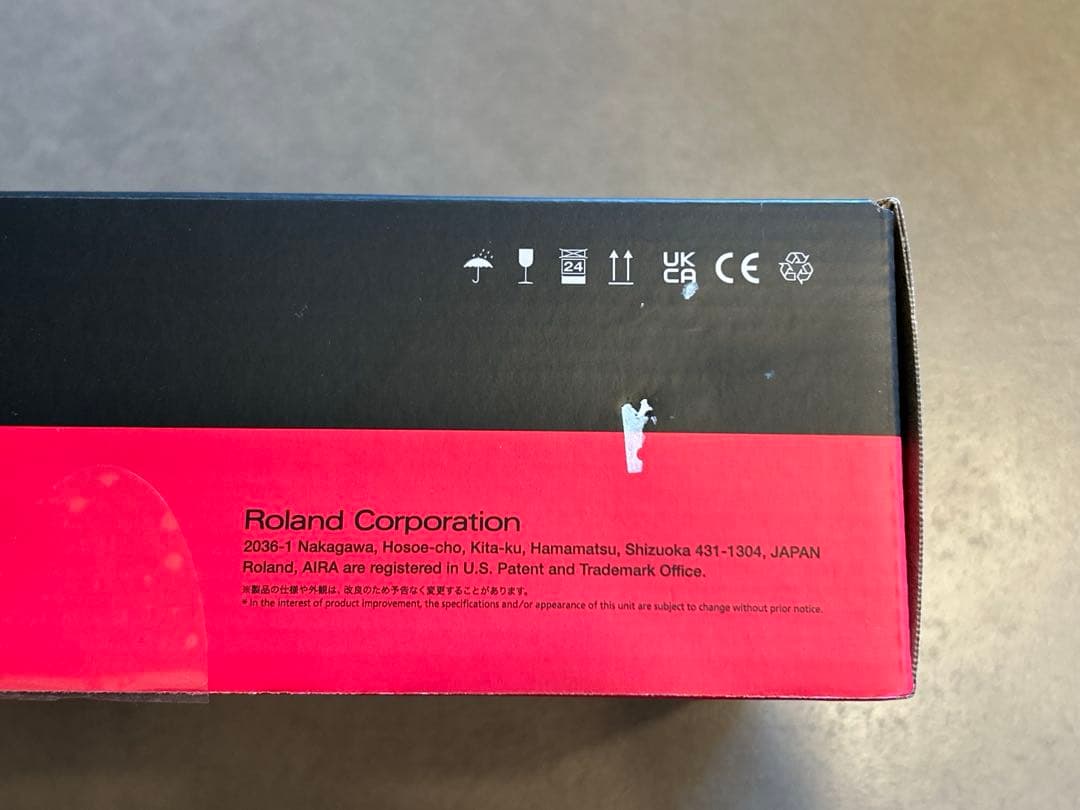 24
UK
CA
CE
Roland Corporation
2036-1 Nakagawa, Hosoe-cho, Kita-ku, Hamamatsu, Shizuoka 431-1304, JAPAN
Roland, AIRA are registered in U.S. Patent and Trademark Office.
※製品の仕様や外観は、改良のため予告なく変更することがあります。
* In the interest of product improvement, the specifications and/or appearance of this unit are subject to change without prior notice.